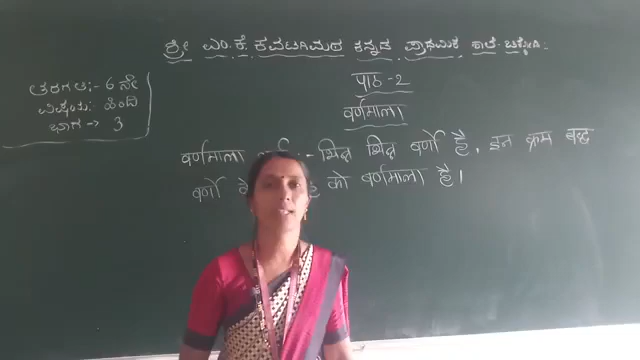 ಶ್ರೀ ಎಂ.ಕೆ. ಕವಟಗಿಮಠ ಕನ್ನಡ ಪ್ರಾಥಮಿಕ ಶಾಲೆ
ತರಗತಿ:- 6 ನೇ
ವಿಷಯ: ಹಿಂದಿ
ಭಾಗ → 3
पाठ - 2
वर्णमाला
वर्णमाला :- भिन्न भिन्न वर्णो है, इन क्रम बद्ध
वर्णो को वर्णमाला है।